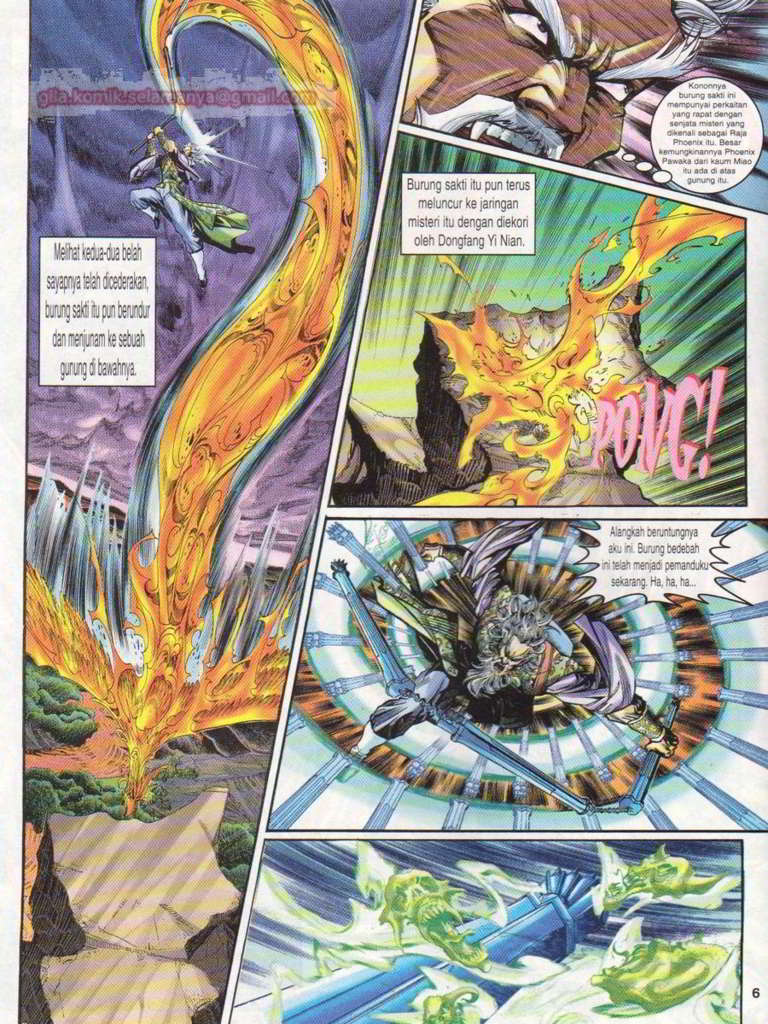 gila.komik.selamanya@gmail.com
Melihat kedua-dua belah
sayapnya telah dicederakan,
burung sakti itu pun berundur
dan menjunam ke sebuah
gunung di bawahnya.
Kononnya
burung sakti ini
mempunyai perkaitan
yang rapat dengan
senjata misteri yang
dikenali sebagai Raja
Phoenix itu. Besar
kemungkinannya Phoenix
Pawaka dari kaum Miao
itu ada di atas
gunung itu.
Burung sakti itu pun terus
meluncur ke jaringan
misteri itu dengan diekori
oleh Dongfang Yi Nian.
PONG!
Alangkah beruntungnya
aku ini. Burung bedebah
ini telah menjadi pemanduku
sekarang. Ha, ha, ha...
6